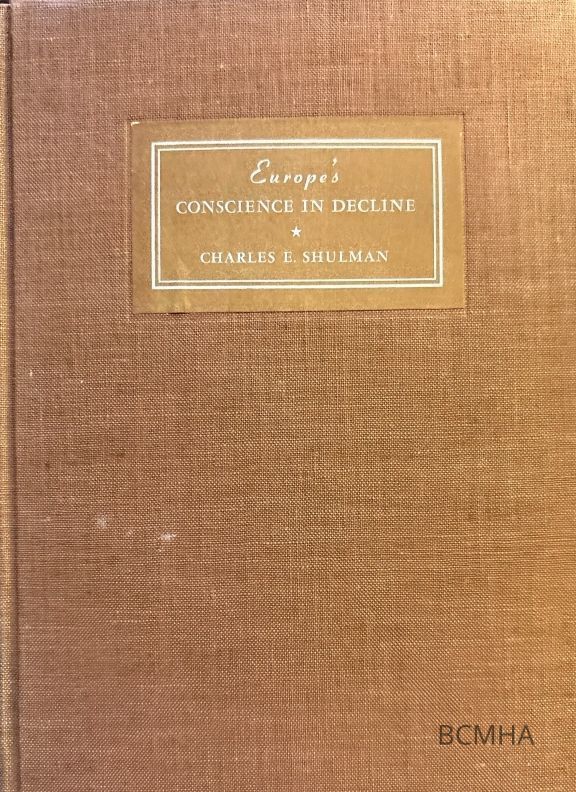 Europe's
CONSCIENCE IN DECLINE
★
CHARLES E. SHULMAN
BCMHA